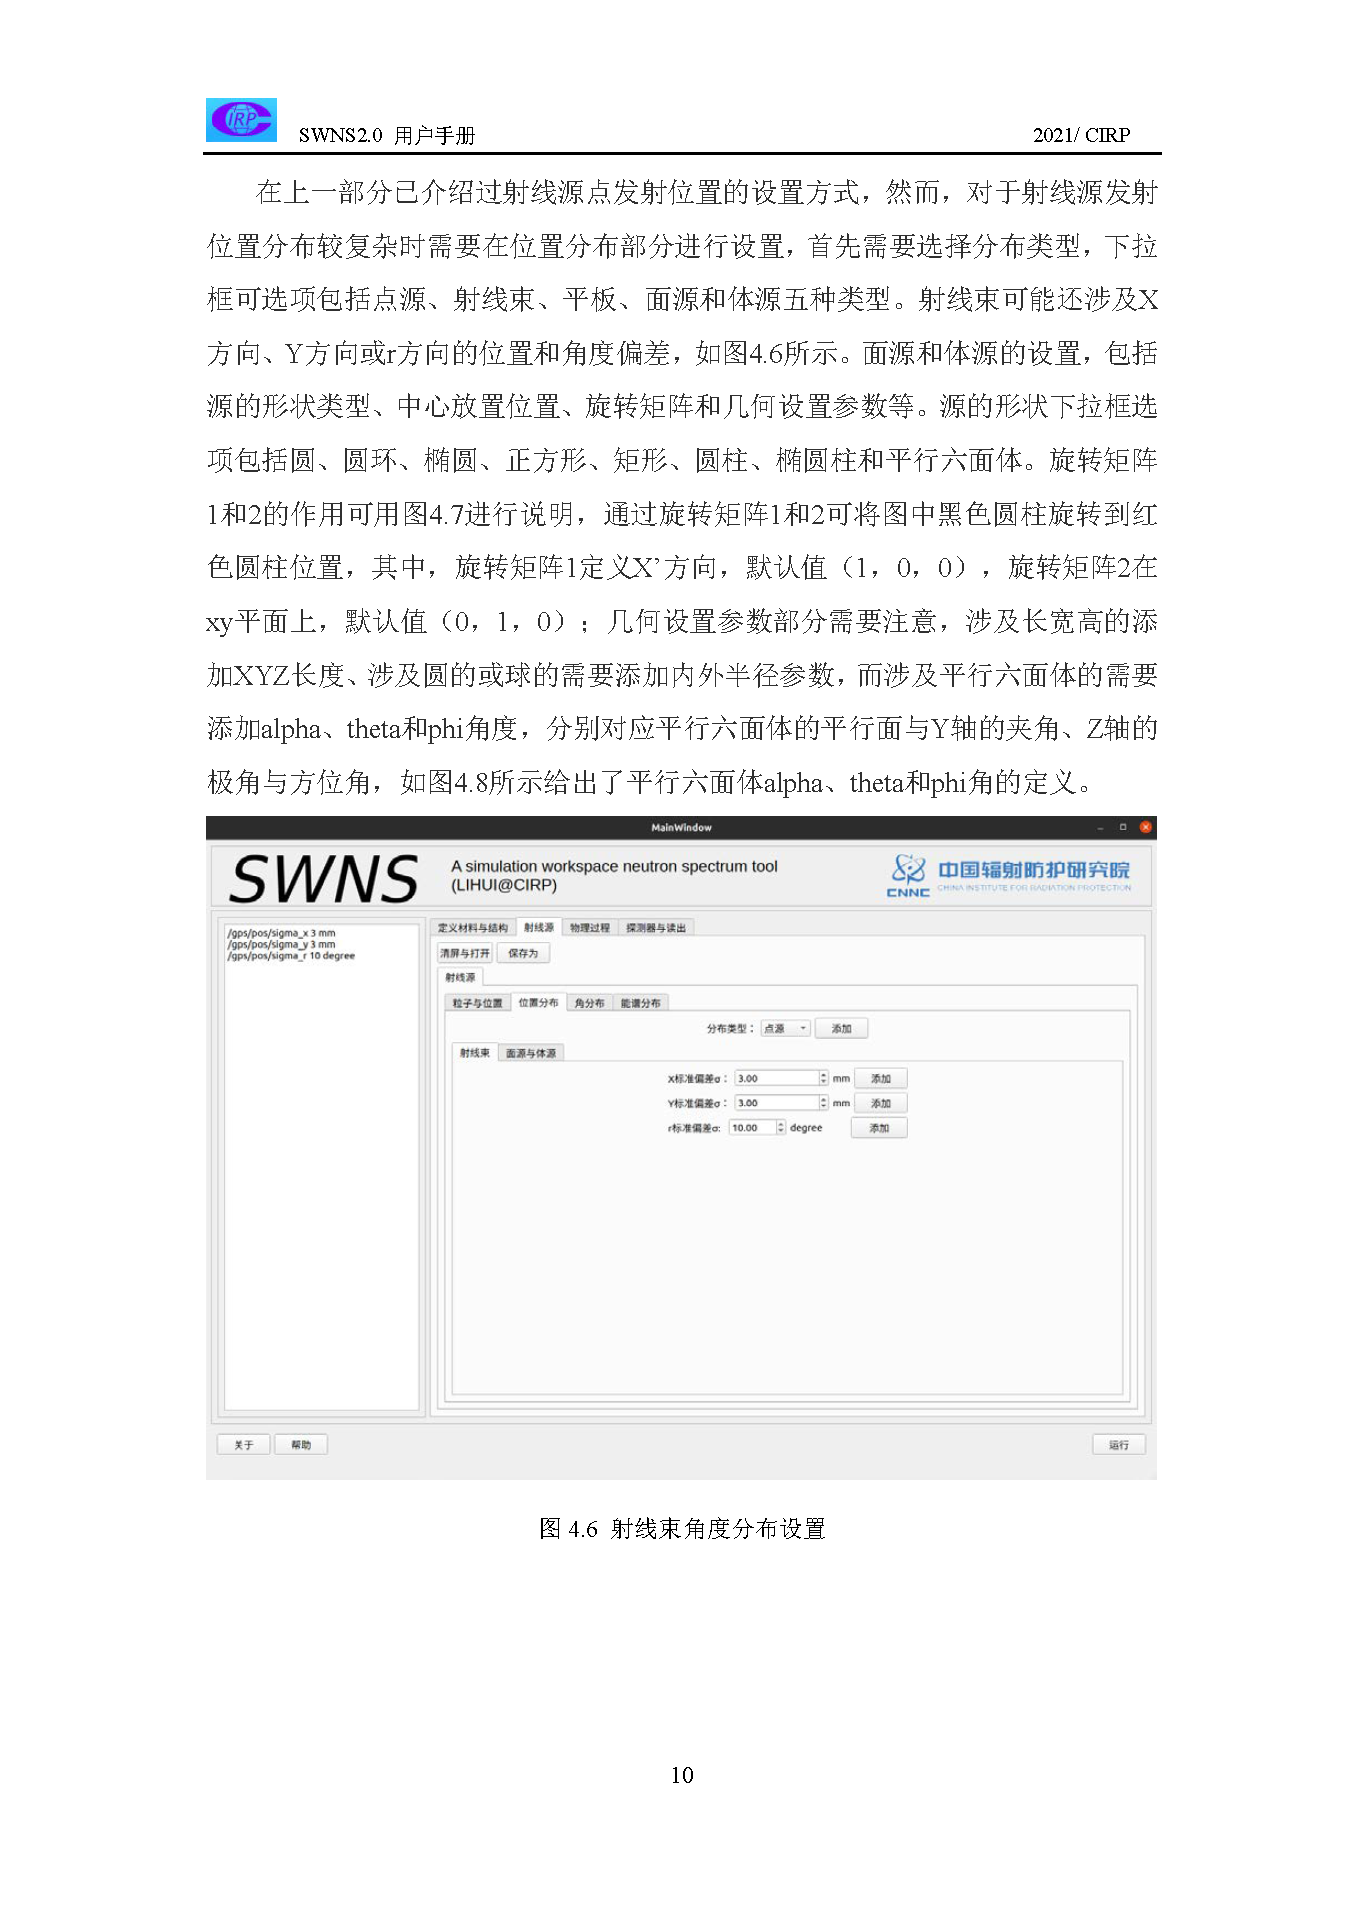 IRP
SWNS2.0 用户手册
2021/ CIRP
在上一部分已介绍过射线源点发射位置的设置方式，然而，对于射线源发射
位置分布较复杂时需要在位置分布部分进行设置，首先需要选择分布类型，下拉
框可选项包括点源、射线束、平板、面源和体源五种类型。射线束可能还涉及X
方向、Y方向或r方向的位置和角度偏差，如图4.6所示。面源和体源的设置，包括
源的形状类型、中心放置位置、旋转矩阵和几何设置参数等。源的形状下拉框选
项包括圆、圆环、椭圆、正方形、矩形、圆柱、椭圆柱和平行六面体。旋转矩阵
1和2的作用可用图4.7进行说明，通过旋转矩阵1和2可将图中黑色圆柱旋转到红
色圆柱位置，其中，旋转矩阵1定义X’方向，默认值（1，0，0），旋转矩阵2在
xy平面上，默认值（0，1，0）；几何设置参数部分需要注意，涉及长宽高的添
加XYZ长度、涉及圆的或球的需要添加内外半径参数，而涉及平行六面体的需要
添加alpha、theta和phi角度，分别对应平行六面体的平行面与Y轴的夹角、Z轴的
极角与方位角，如图4.8所示给出了平行六面体alpha、theta和phi角的定义。
MainWindow
SWNS
A simulation workspace neutron spectrum tool
(LIHUI@CIRP)
CNNC
中国辐射防护研究院
CHINA INSTITUTE FOR RADIATION PROTECTION
/gps/pos/sigma_x 3 mm
/gps/pos/sigma_y 3 mm
/gps/pos/sigma_r 10 degree
定义材料与结构 射线源 物理过程 探测器与读出
清屏与打开 保存为
射线源
粒子与位置 位置分布 角分布 能谱分布
分布类型： 点源 添加
射线束 面源与体源
X标准偏差σ： 3.00 mm 添加
Y标准偏差σ： 3.00 mm 添加
r标准偏差σ: 10.00 degree 添加
关于 帮助 运行
图 4.6 射线束角度分布设置
10